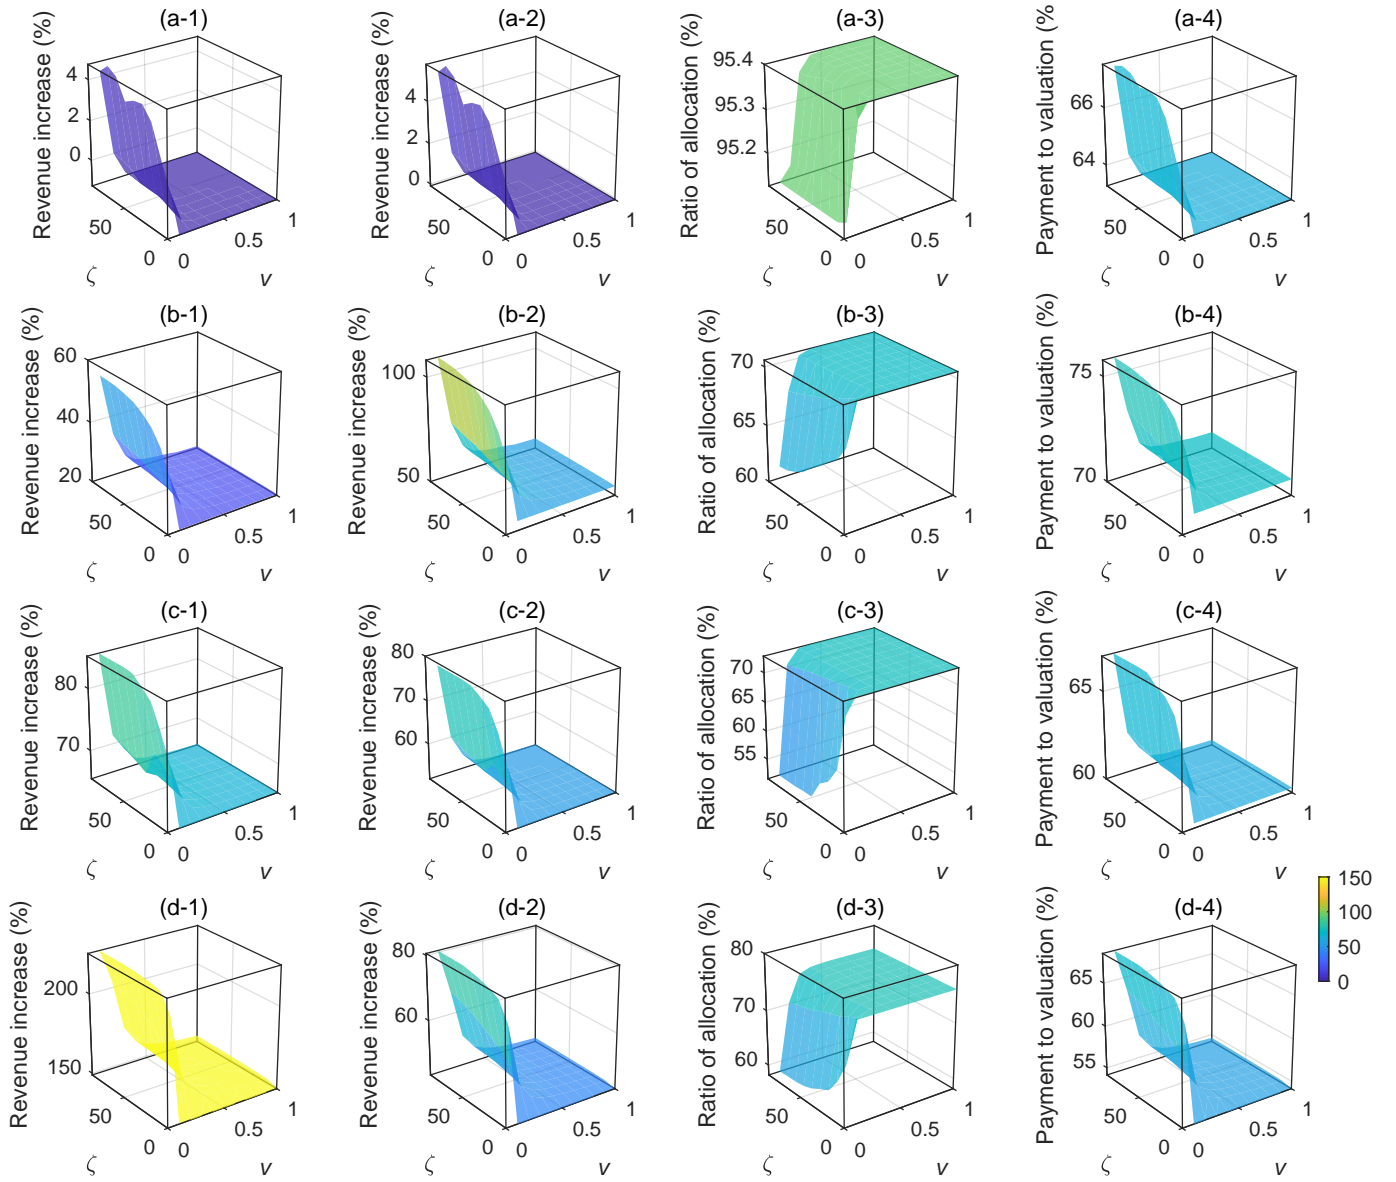 (a-1)
Revenue increase (%)
4
2
0
50
0
ζ
0
0.5
1
ν
(a-2)
Revenue increase (%)
4
2
0
50
0
ζ
0
0.5
1
ν
(a-3)
Ratio of allocation (%)
95.4
95.3
95.2
50
0
ζ
0
0.5
1
ν
(a-4)
Payment to valuation (%
66
64
50
0
ζ
0
0.5
1
ν
(b-1)
Revenue increase (%)
60
40
20
50
0
ζ
0
0.5
1
ν
(b-2)
Revenue increase (%)
100
50
50
0
ζ
0
0.5
1
ν
(b-3)
Ratio of allocation (%)
70
65
60
50
0
ζ
0
0.5
1
ν
(b-4)
Payment to valuation (%)
75
70
50
0
ζ
0
0.5
1
ν
(c-1)
Revenue increase (%)
80
70
50
0
ζ
0
0.5
1
ν
(c-2)
Revenue increase (%)
80
70
60
50
0
ζ
0
0.5
1
ν
(c-3)
Ratio of allocation (%)
70
65
60
55
50
0
ζ
0
0.5
1
ν
(c-4)
Payment to valuation (%)
65
60
50
0
ζ
0
0.5
1
ν
(d-1)
Revenue increase (%)
200
150
50
0
ζ
0
0.5
1
ν
(d-2)
Revenue increase (%)
80
60
50
0
ζ
0
0.5
1
ν
(d-3)
Ratio of allocation (%)
80
70
60
50
0
ζ
0
0.5
1
ν
(d-4)
Payment to valuation (%)
65
60
55
50
0
ζ
0
0.5
1
ν
150
100
50
0